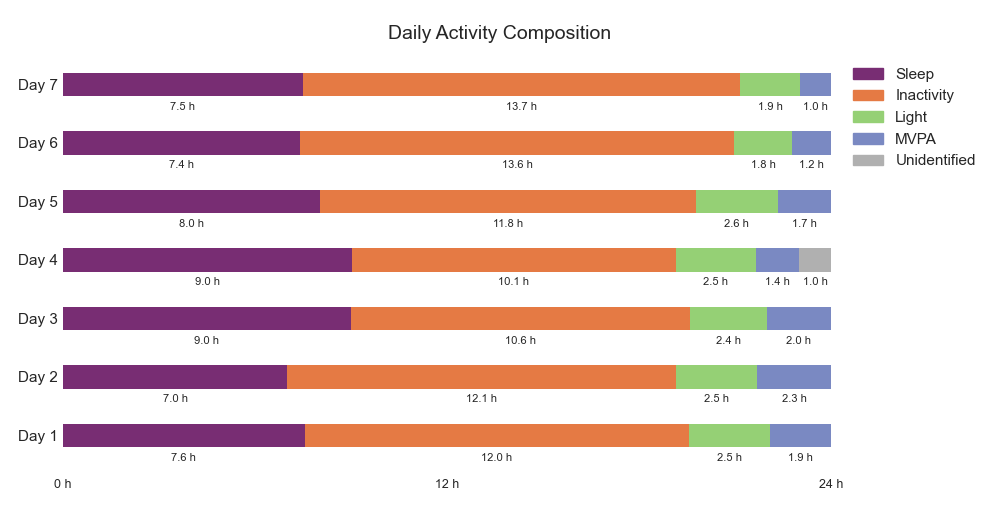 Daily Activity Composition
Day 7
7.5 h 13.7 h 1.9 h 1.0 h
Day 6
7.4 h 13.6 h 1.8 h 1.2 h
Day 5
8.0 h 11.8 h 2.6 h 1.7 h
Day 4
9.0 h 10.1 h 2.5 h 1.4 h 1.0 h
Day 3
9.0 h 10.6 h 2.4 h 2.0 h
Day 2
7.0 h 12.1 h 2.5 h 2.3 h
Day 1
7.6 h 12.0 h 2.5 h 1.9 h
0 h 12 h 24 h
Sleep
Inactivity
Light
MVPA
Unidentified